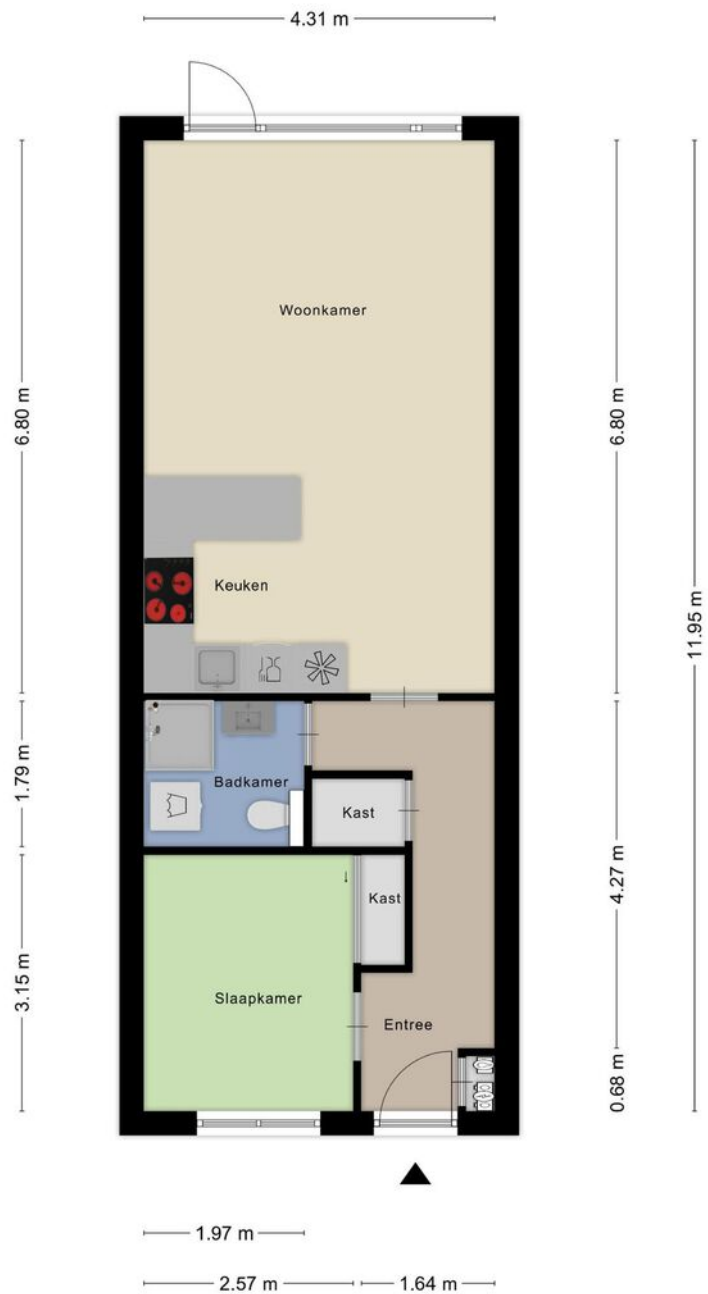 4.31 m
Woonkamer
6.80 m
6.80 m
Keuken
11.95 m
1.79 m
Badkamer
Kast
4.27 m
Kast
3.15 m
Slaapkamer
Entree
0.68 m
1.97 m
2.57 m
1.64 m